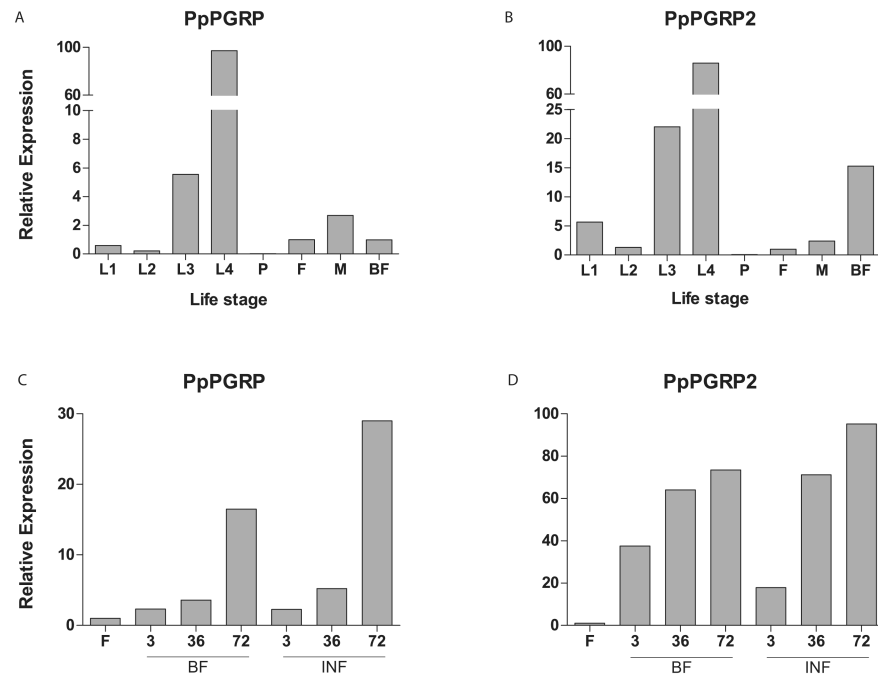 A
PpPGRP
Relative Expression
100
60
10
8
6
4
2
0
L1 L2 L3 L4 P F M BF
Life stage
B
PpPGRP2
100
60
25
20
15
10
5
0
L1 L2 L3 L4 P F M BF
Life stage
C
PpPGRP
Relative Expression
30
20
10
0
F 3 36 72 3 36 72
BF INF
D
PpPGRP2
100
80
60
40
20
0
F 3 36 72 3 36 72
BF INF